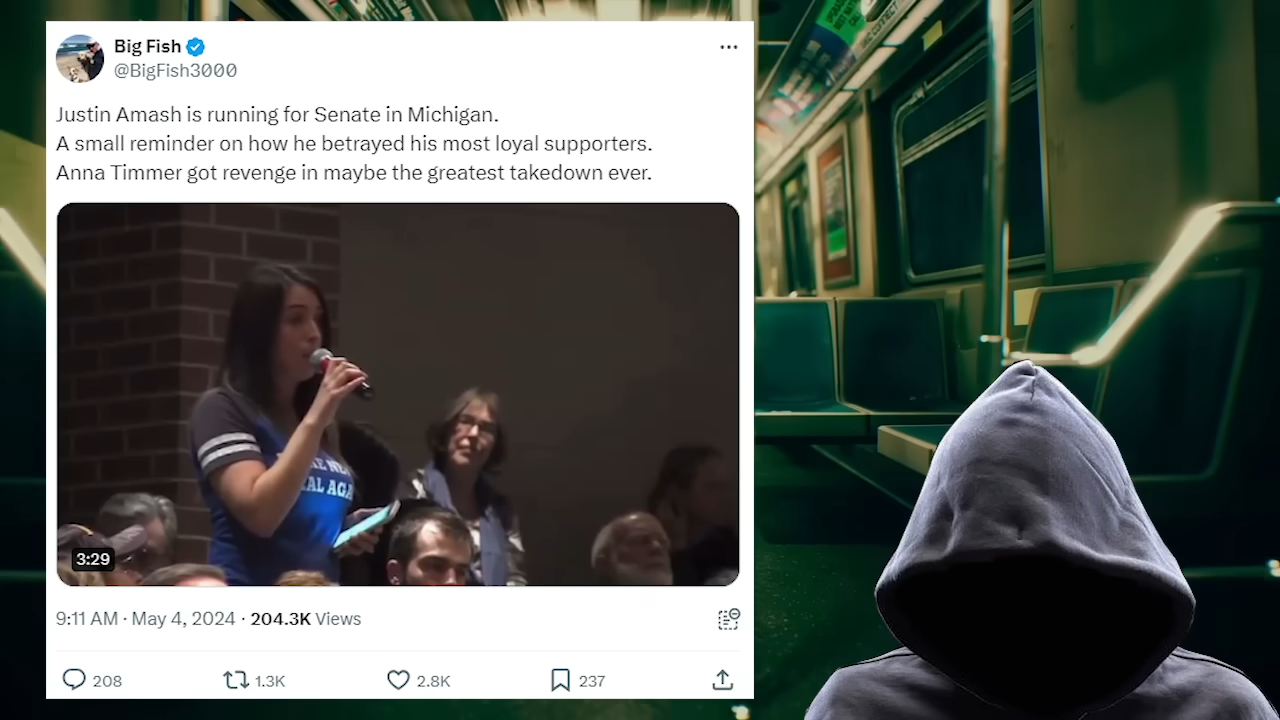 Big Fish
@BigFish3000
Justin Amash is running for Senate in Michigan.
A small reminder on how he betrayed his most loyal supporters.
Anna Timmer got revenge in maybe the greatest takedown ever.
3:29
9:11 AM · May 4, 2024 · 204.3K Views
208
1.3K
2.8K
237